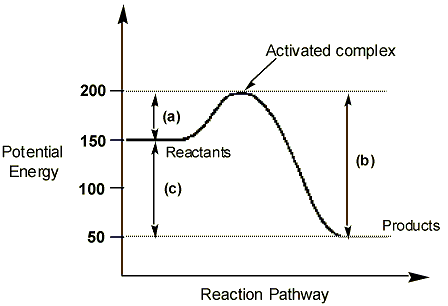 Activated complex
200
(a)
150
Reactants
Potential
Energy
(b)
100
(c)
Products
50
Reaction Pathway